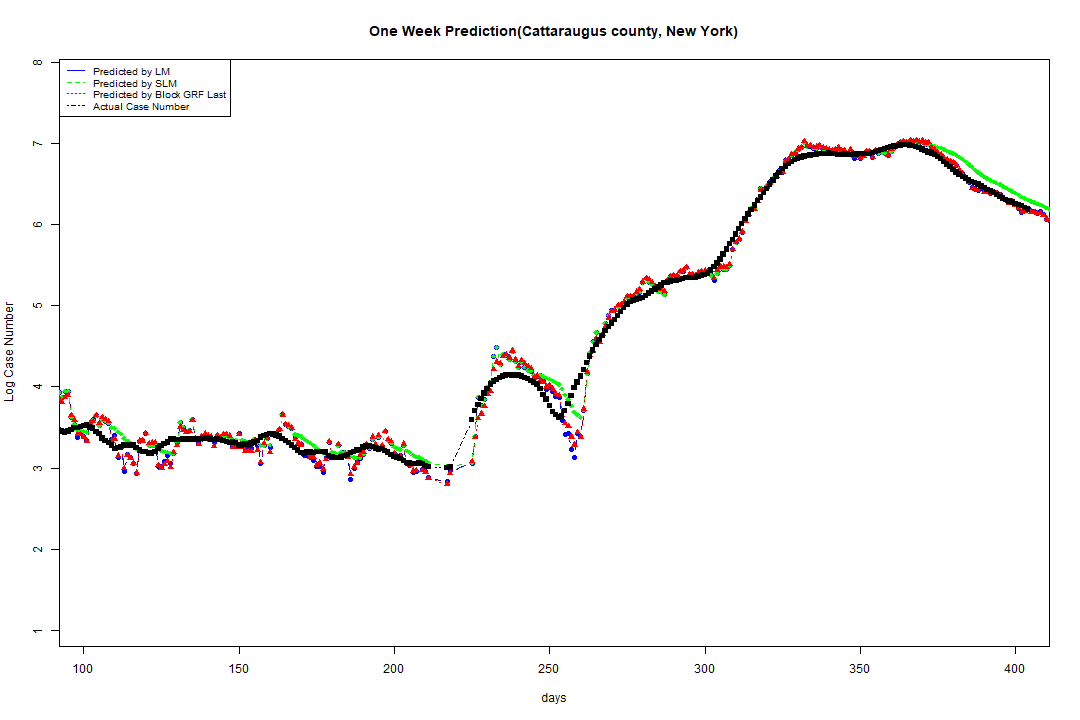 One Week Prediction(Cattaraugus county, New York)
Predicted by LM
Predicted by SLM
Predicted by Block GRF Last
Actual Case Number
Log Case Number
8
7
6
5
4
3
2
1
100 150 200 250 300 350 400
days